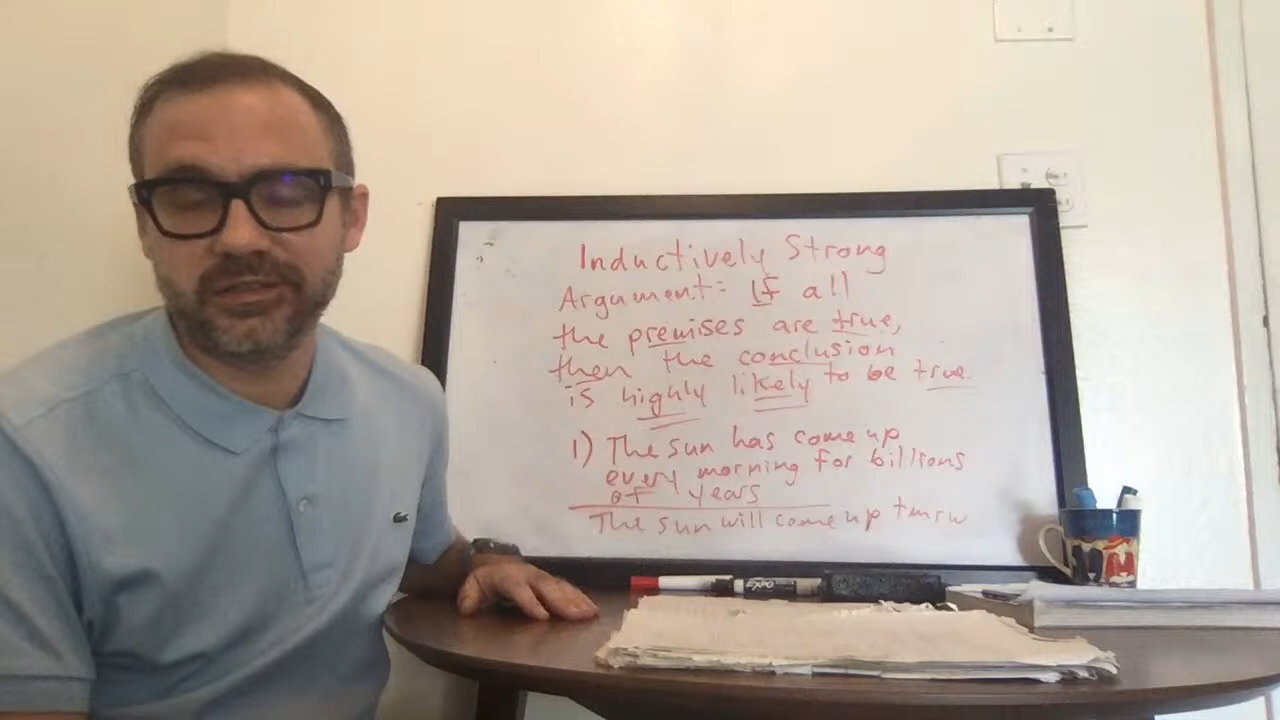 Inductively Strong
Argument: If all
the premises are true,
then the conclusion
is highly likely to be true.
1) The sun has come up
every morning for billions
of years
The sun will come up tmrw
EXPO